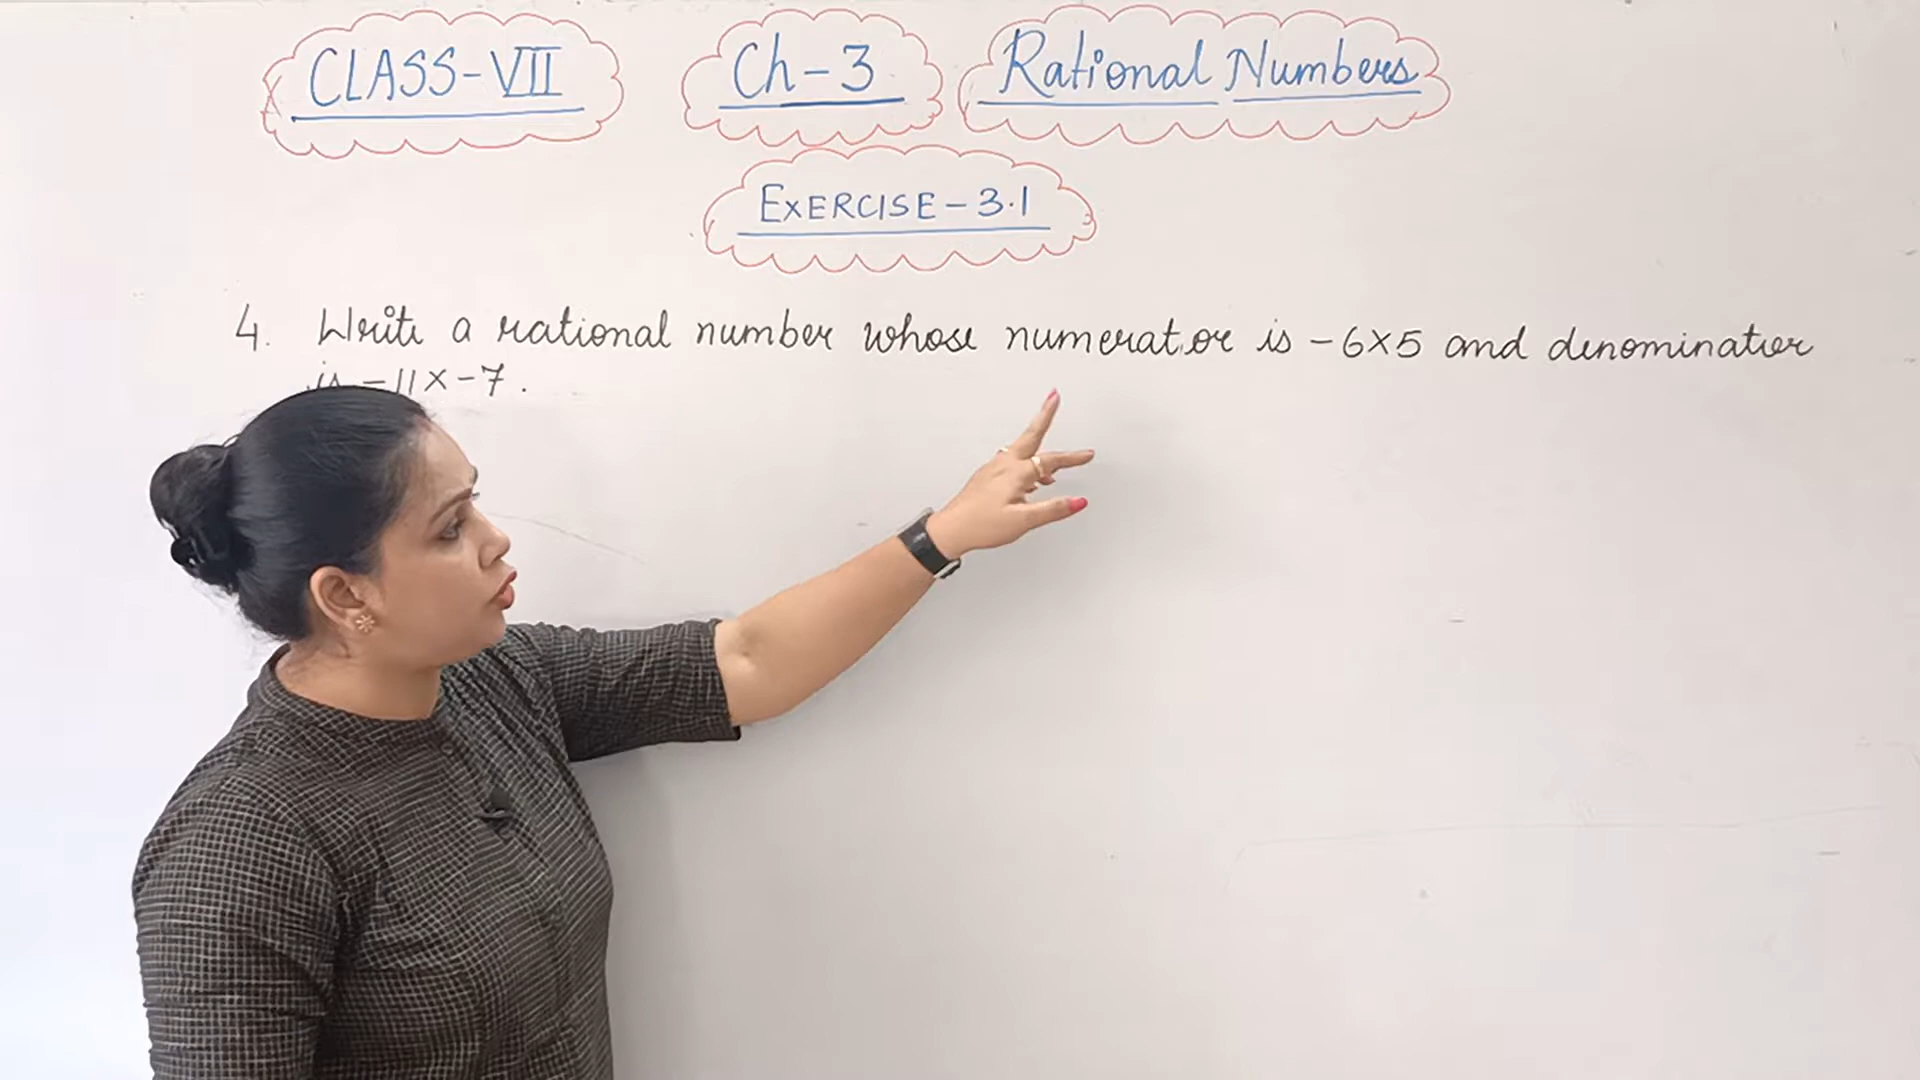 CLASS-VII
Ch-3
Rational Numbers
EXERCISE-3.1
4. Write a rational number whose numerator is -6×5 and denominator
is -11×-7.